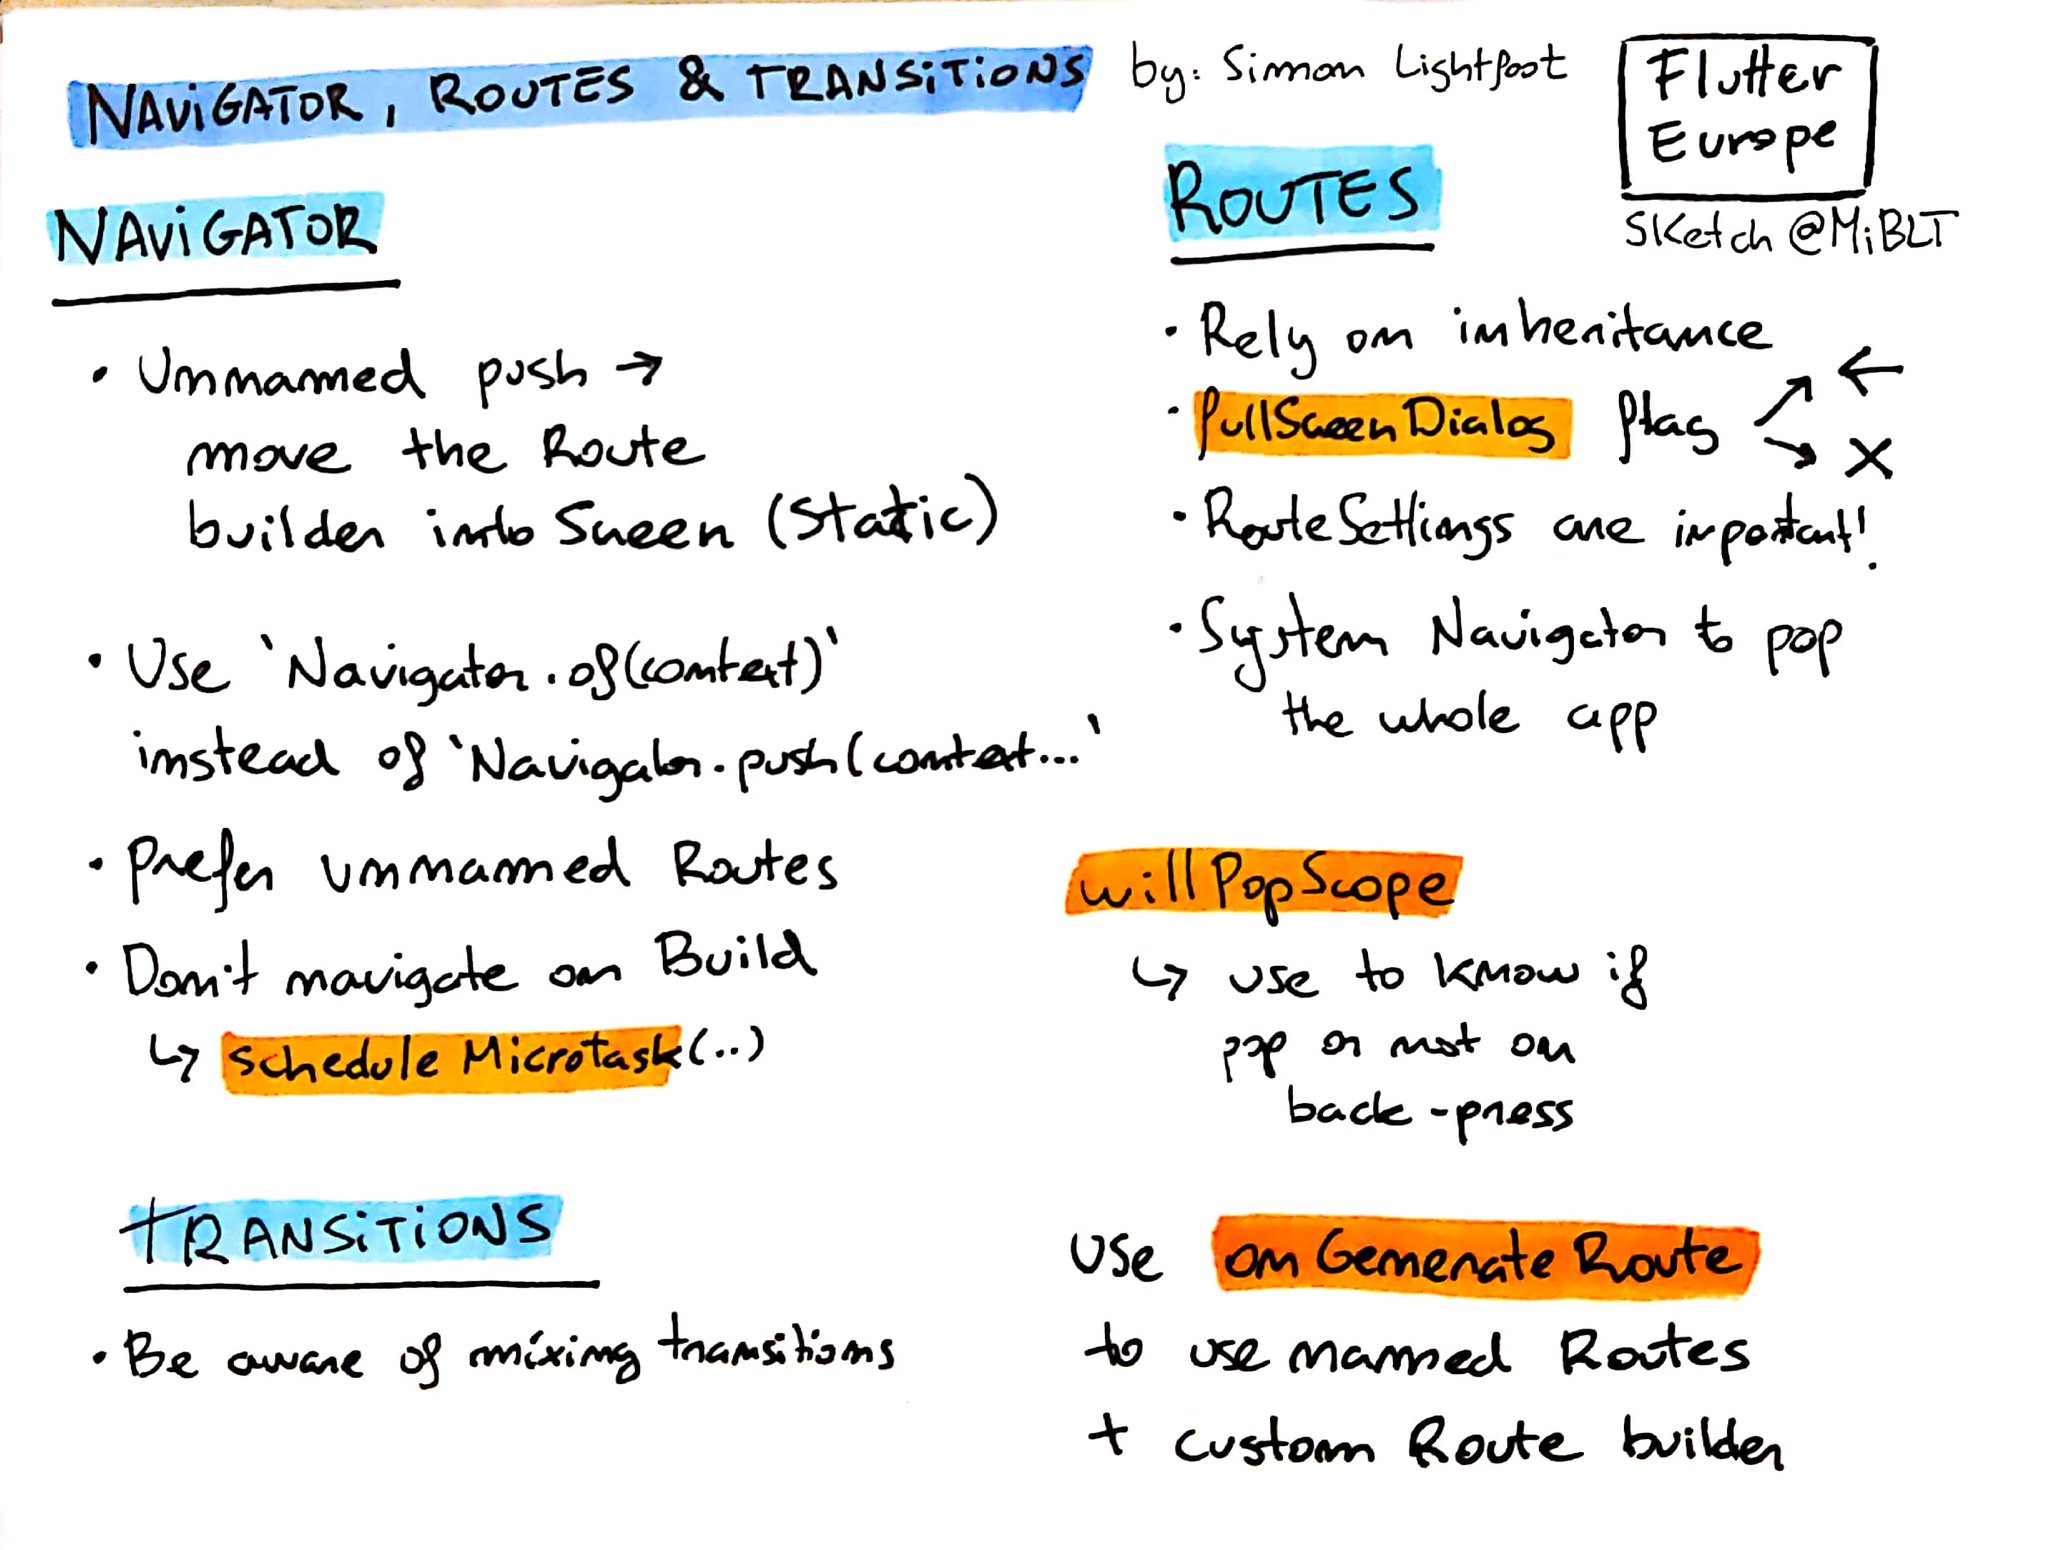 NAViGATOR, ROUTES & TRANSiTiONS
by: Simon Lightfoot
Flutter
Europe
SKetch @MiBLT
NAViGATOR
• Unnamed push →
move the Route
builder into Screen (Static)
• Use 'Navigator.of(context)'
instead of 'Navigator.push(context...'
• Prefer unnamed Routes
• Don't navigate on Build
↳ schedule Microtask(..)
TRANSiTiONS
• Be aware of mixing transitions
ROUTES
• Rely on inheritance
• fullScreenDialog flag ↗ ←
↘ X
• RouteSettings are important!
• System Navigator to pop
the whole app
willPopScope
↳ use to know if
pop or not on
back-press
Use onGenerateRoute
to use named Routes
+ custom Route builder